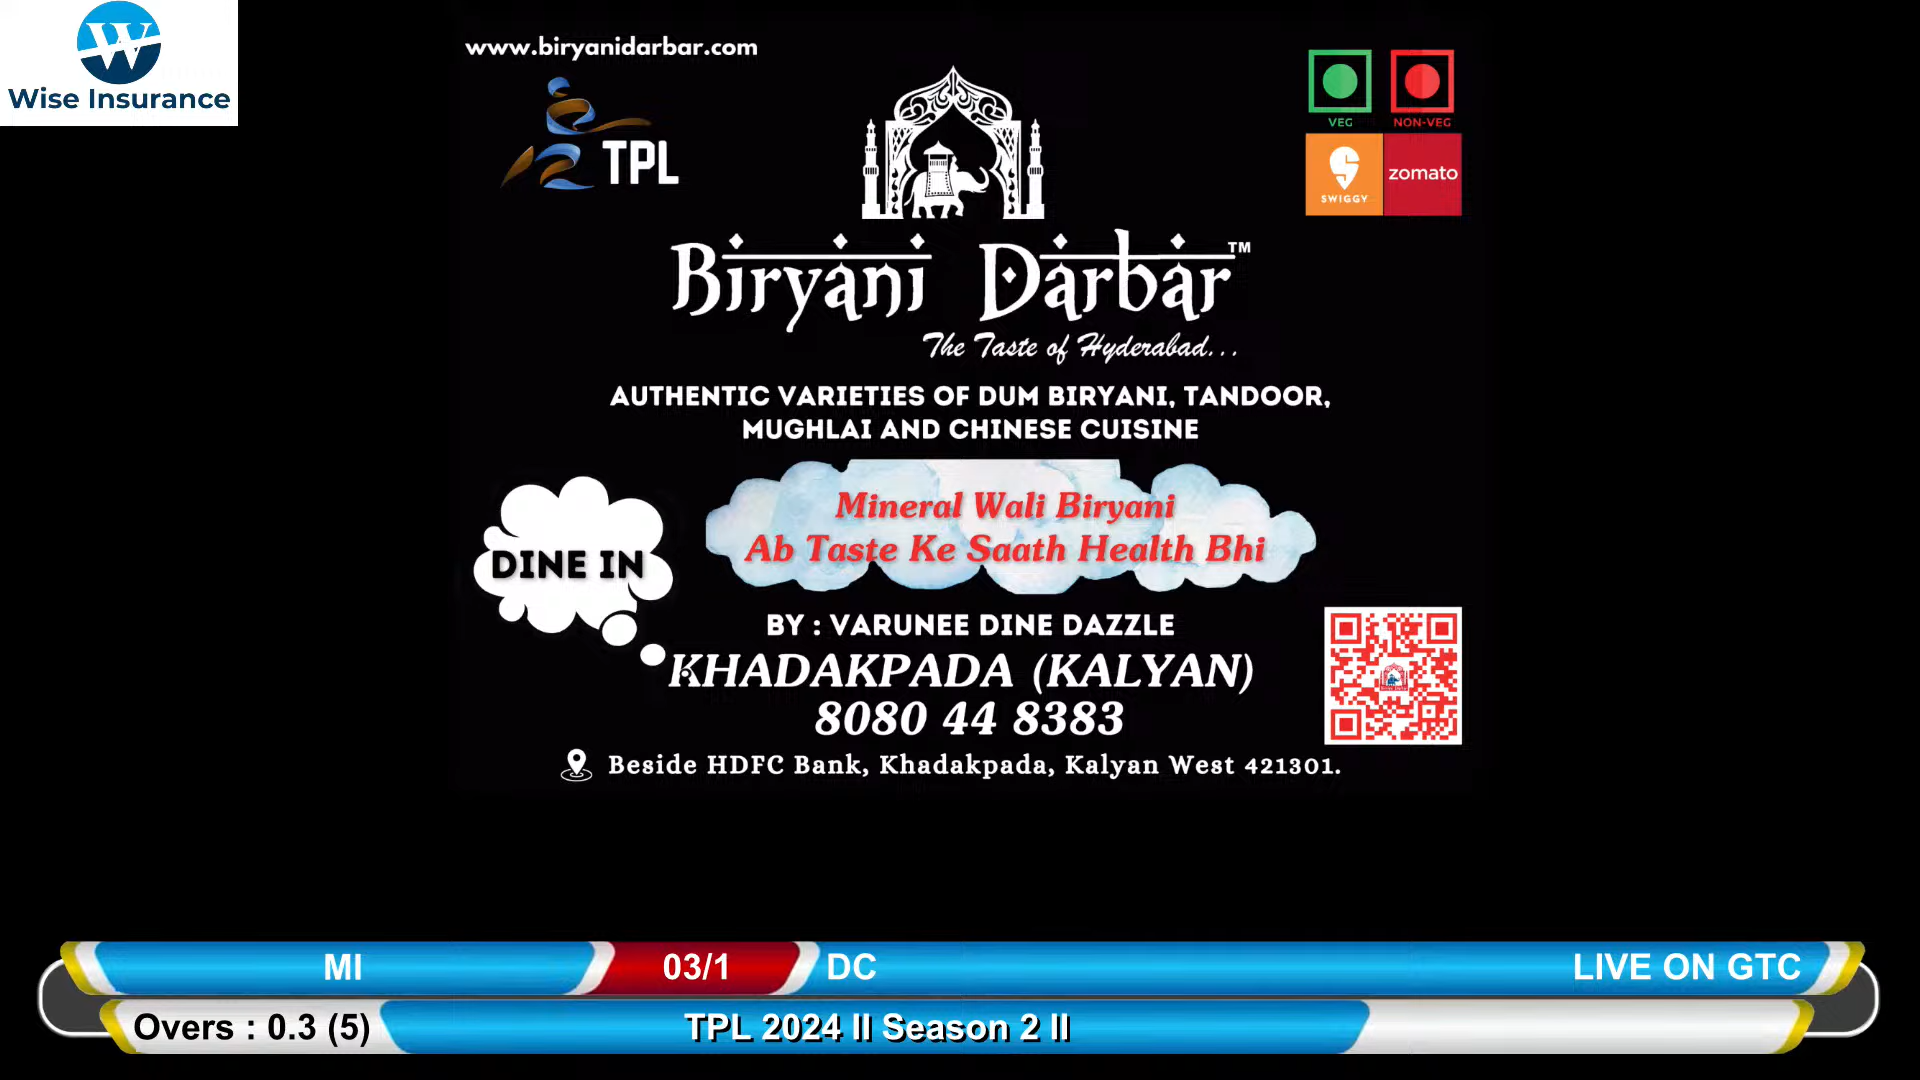 Wise Insurance
www.biryanidarbar.com
TPL
VEG
NON-VEG
SWIGGY
zomato
Biryani Darbar™
The Taste of Hyderabad...
AUTHENTIC VARIETIES OF DUM BIRYANI, TANDOOR,
MUGHLAI AND CHINESE CUISINE
Mineral Wali Biryani
Ab Taste Ke Saath Health Bhi
DINE IN
BY : VARUNEE DINE DAZZLE
KHADAKPADA (KALYAN)
8080 44 8383
Beside HDFC Bank, Khadakpada, Kalyan West 421301.
MI
03/1
DC
LIVE ON GTC
Overs : 0.3 (5)
TPL 2024 II Season 2 II